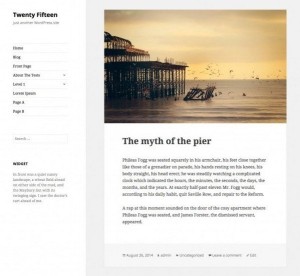 Twenty Fifteen
Just another WordPress site
Home
Blog
Front Page
About The Tests
Level 1
Lorem Ipsum
Page A
Page B
Search …
WIDGET
The myth of the pier
Phileas Fogg was seated squarely in his armchair, his feet close together
like those of a grenadier on parade, his hands resting on his knees, his
body straight, his head erect; he was steadily watching a complicated
clock which indicated the hours, the minutes, the seconds, the days, the
months, and the years. At exactly half-past eleven Mr. Fogg would,
according to his daily habit, quit Saville Row, and repair to the Reform.
A rap at this moment sounded on the door of the cosy apartment where
Phileas Fogg was seated, and James Forster, the dismissed servant,
appeared.
August 26, 2014 admin Uncategorized Leave a comment Edit